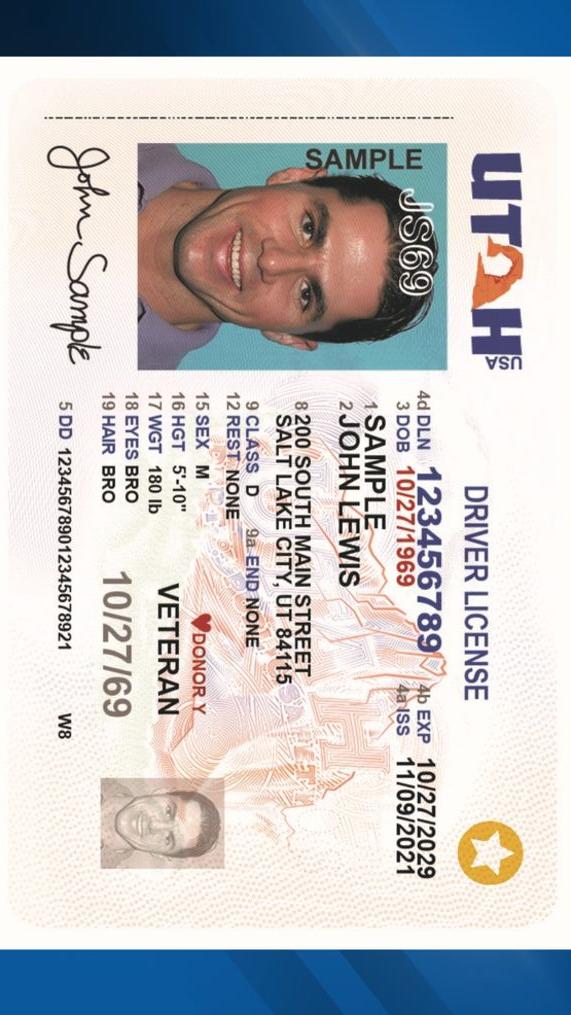 UTAH
USA
DRIVER LICENSE
4d DLN 123456789 4b EXP 10/27/2029
3 DOB 10/27/1969 4a ISS 11/09/2021
1 SAMPLE
2 JOHN LEWIS
8 200 SOUTH MAIN STREET
SALT LAKE CITY, UT 84115
9 CLASS D 9a END NONE
12 REST NONE
15 SEX M
16 HGT 5'-10"
17 WGT 180 lb
18 EYES BRO
19 HAIR BRO
♥DONOR Y
VETERAN
10/27/69
5 DD 123456789012345678921 W8
SAMPLE
JS69
John Sample